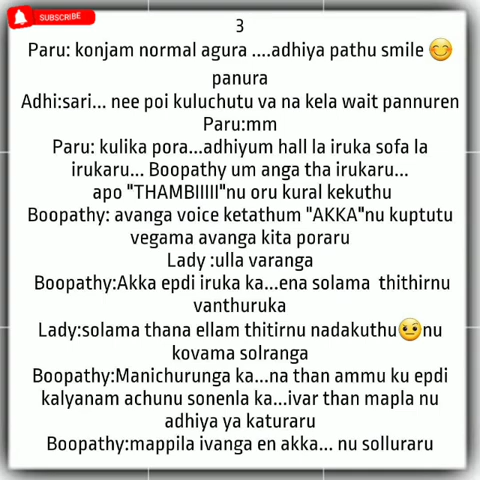 SUBSCRIBE
3
Paru: konjam normal agura ....adhiya pathu smile 😊
panura
Adhi:sari... nee poi kuluchutu va na kela wait pannuren
Paru:mm
Paru: kulika pora...adhiyum hall la iruka sofa la
irukaru... Boopathy um anga tha irukaru...
apo "THAMBIIIII"nu oru kural kekuthu
Boopathy: avanga voice ketathum "AKKA"nu kuptutu
vegama avanga kita poraru
Lady :ulla varanga
Boopathy:Akka epdi iruka ka...ena solama  thithirnu
vanthuruka
Lady:solama thana ellam thitirnu nadakuthu🤨nu
kovama solranga
Boopathy:Manichurunga ka...na than ammu ku epdi
kalyanam achunu sonenla ka...ivar than mapla nu
adhiya ya katuraru
Boopathy:mappila ivanga en akka... nu solluraru